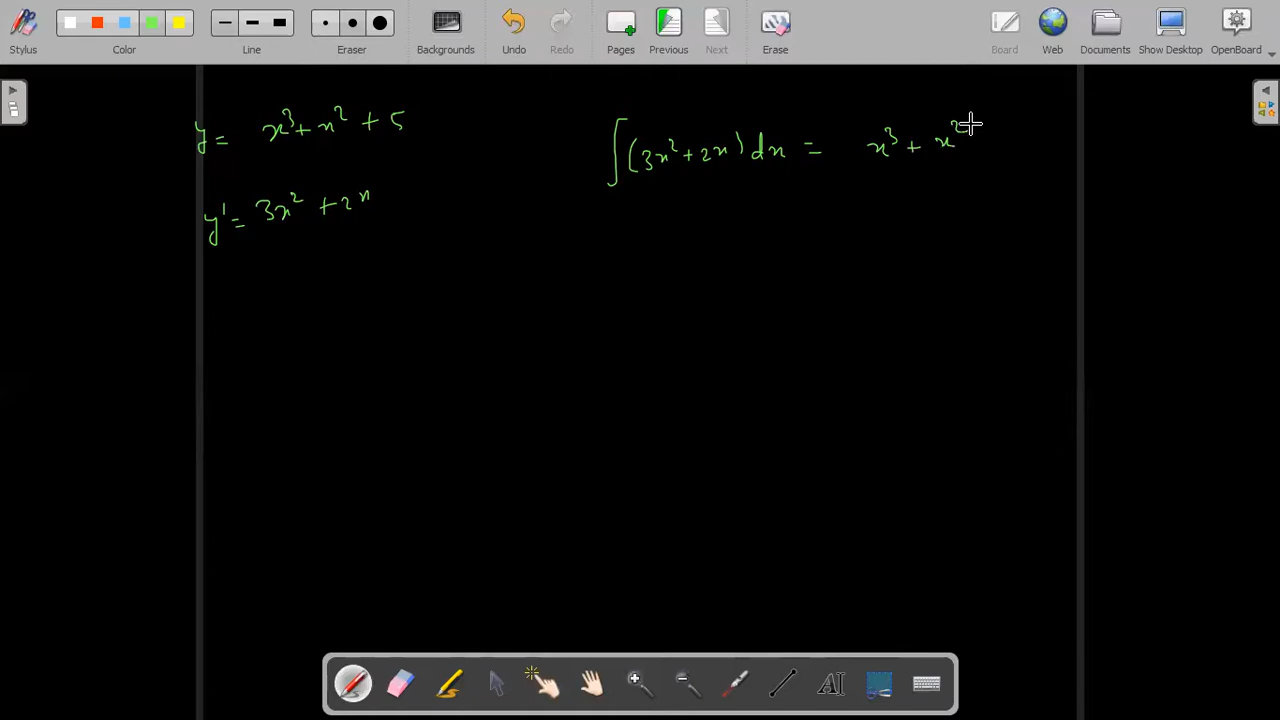 Stylus Color Line Eraser Backgrounds Undo Redo Pages Previous Next Erase Board Web Documents Show Desktop OpenBoard
y = x³ + x² + 5
∫(3x² + 2x) dx = x³ + x²
y' = 3x² + 2x
AI